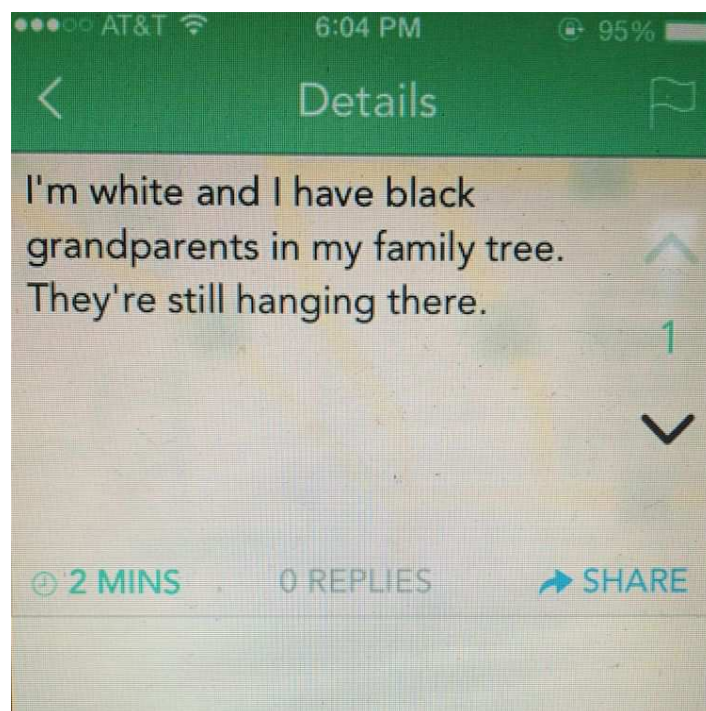 AT&T 6:04 PM 95%
Details
I'm white and I have black
grandparents in my family tree.
They're still hanging there.
1
2 MINS 0 REPLIES SHARE